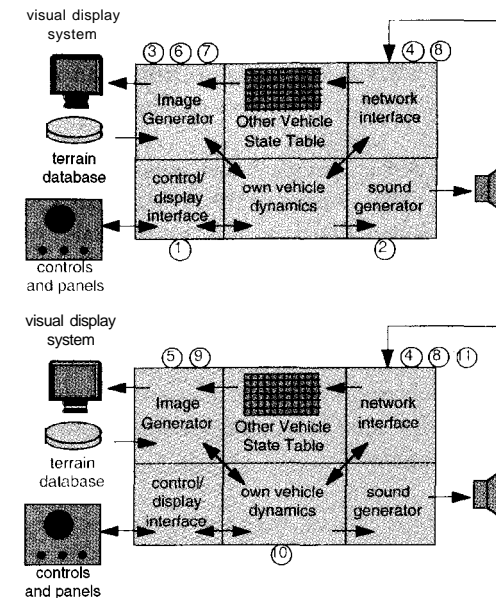 visual display
system
3 6 7
4 8
Image
Generator
Other Vehicle
State Table
network
interface
terrain
database
control/
display
interface
own vehicle
dynamics
sound
generator
controls
and panels
1
2
visual display
system
5 9
4 8 11
Image
Generator
Other Vehicle
State Table
network
interface
terrain
database
control/
display
interface
own vehicle
dynamics
sound
generator
controls
and panels
10